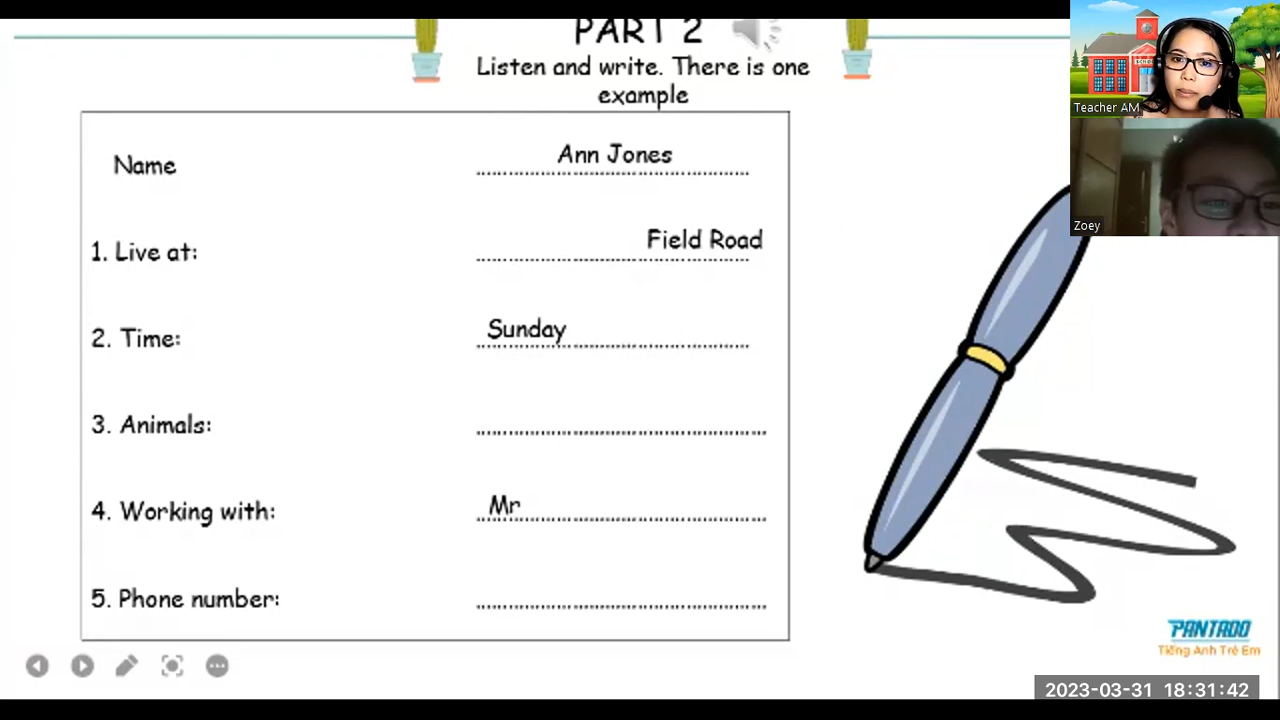 PART 2
Listen and write. There is one
example
Name Ann Jones
1. Live at: Field Road
2. Time: Sunday
3. Animals:
4. Working with: Mr
5. Phone number:
SCHOOL
Teacher AM
Zoey
PANTADO
Tiếng Anh Trẻ Em
2023-03-31 18:31:42